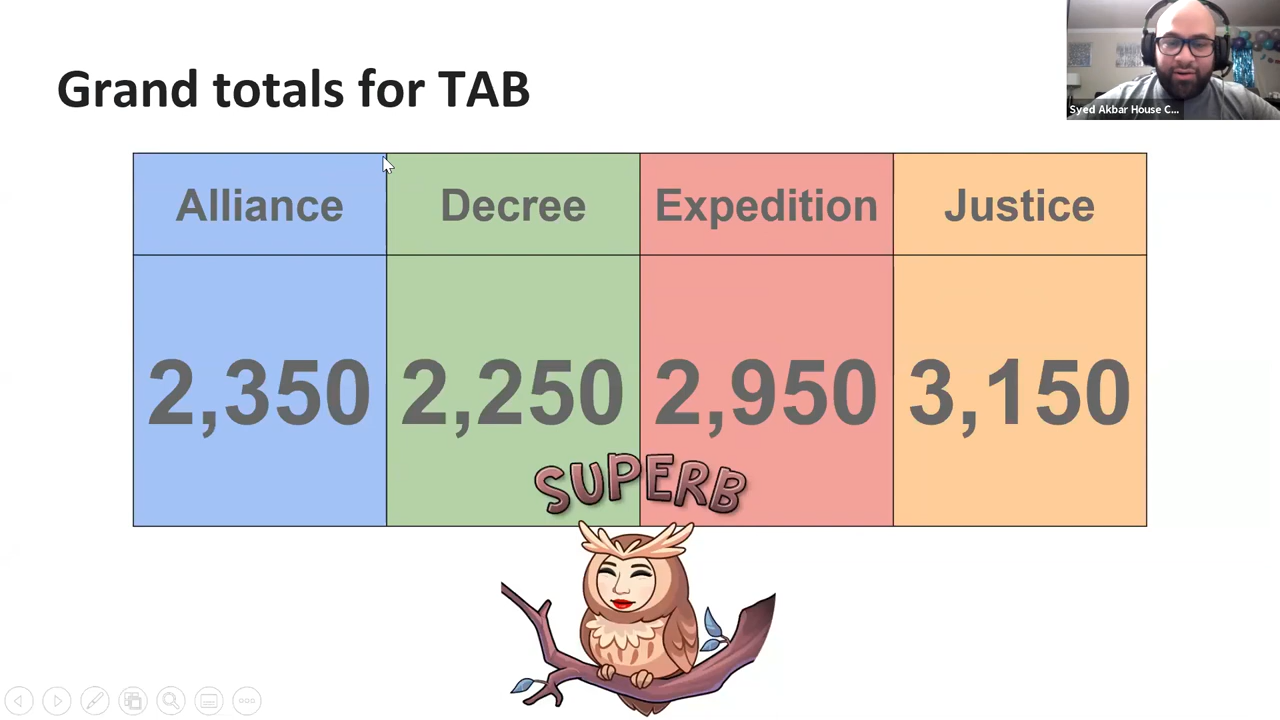 Grand totals for TAB
Syed Akbar House C...
Alliance Decree Expedition Justice
2,350 2,250 2,950 3,150
SUPERB